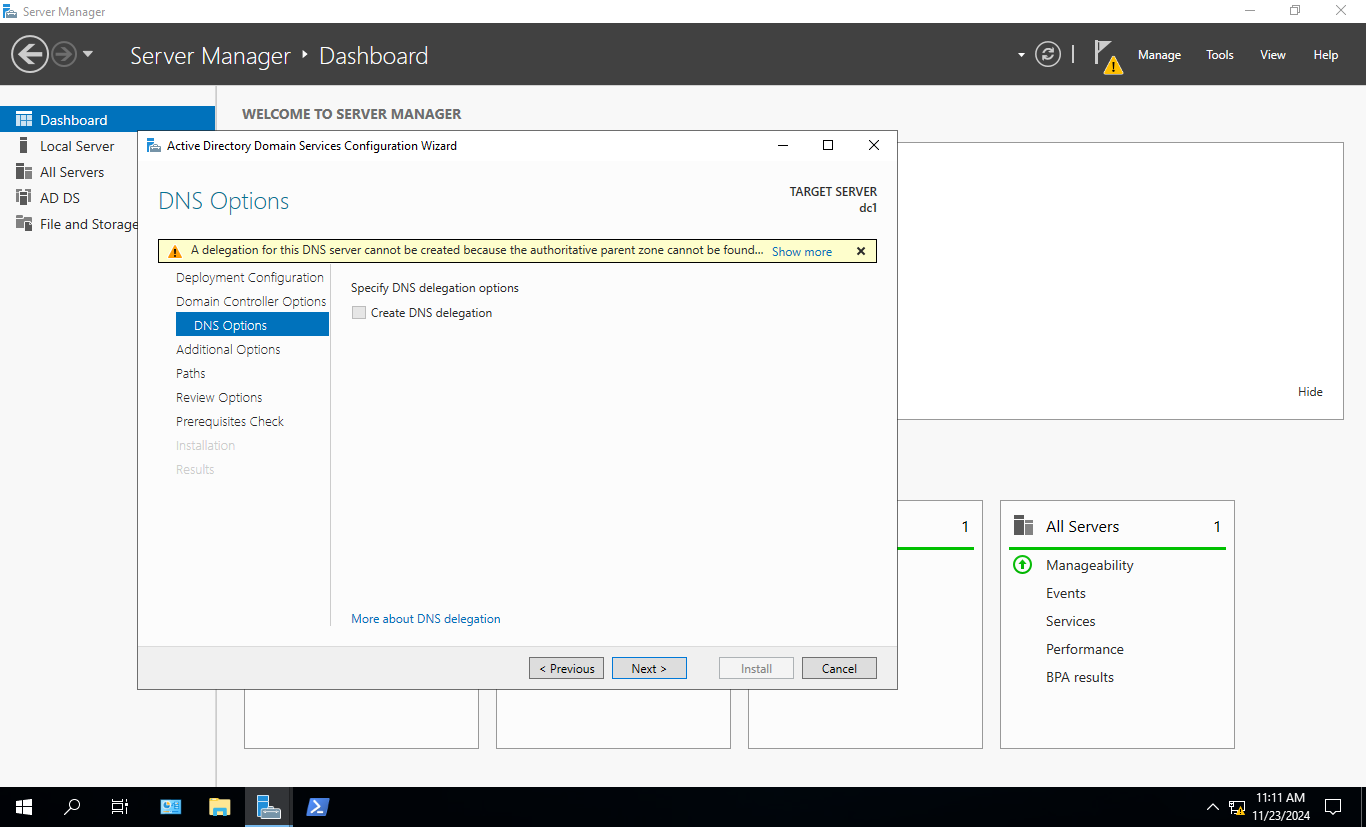 Server Manager
Server Manager
Dashboard
Manage
Tools
View
Help
Dashboard
Local Server
All Servers
AD DS
File and Storage
WELCOME TO SERVER MANAGER
Hide
Active Directory Domain Services Configuration Wizard
DNS Options
TARGET SERVER
dc1
A delegation for this DNS server cannot be created because the authoritative parent zone cannot be found... Show more
Deployment Configuration
Domain Controller Options
DNS Options
Additional Options
Paths
Review Options
Prerequisites Check
Installation
Results
Specify DNS delegation options
Create DNS delegation
More about DNS delegation
< Previous
Next >
Install
Cancel
1
All Servers
1
Manageability
Events
Services
Performance
BPA results
11:11 AM
11/23/2024